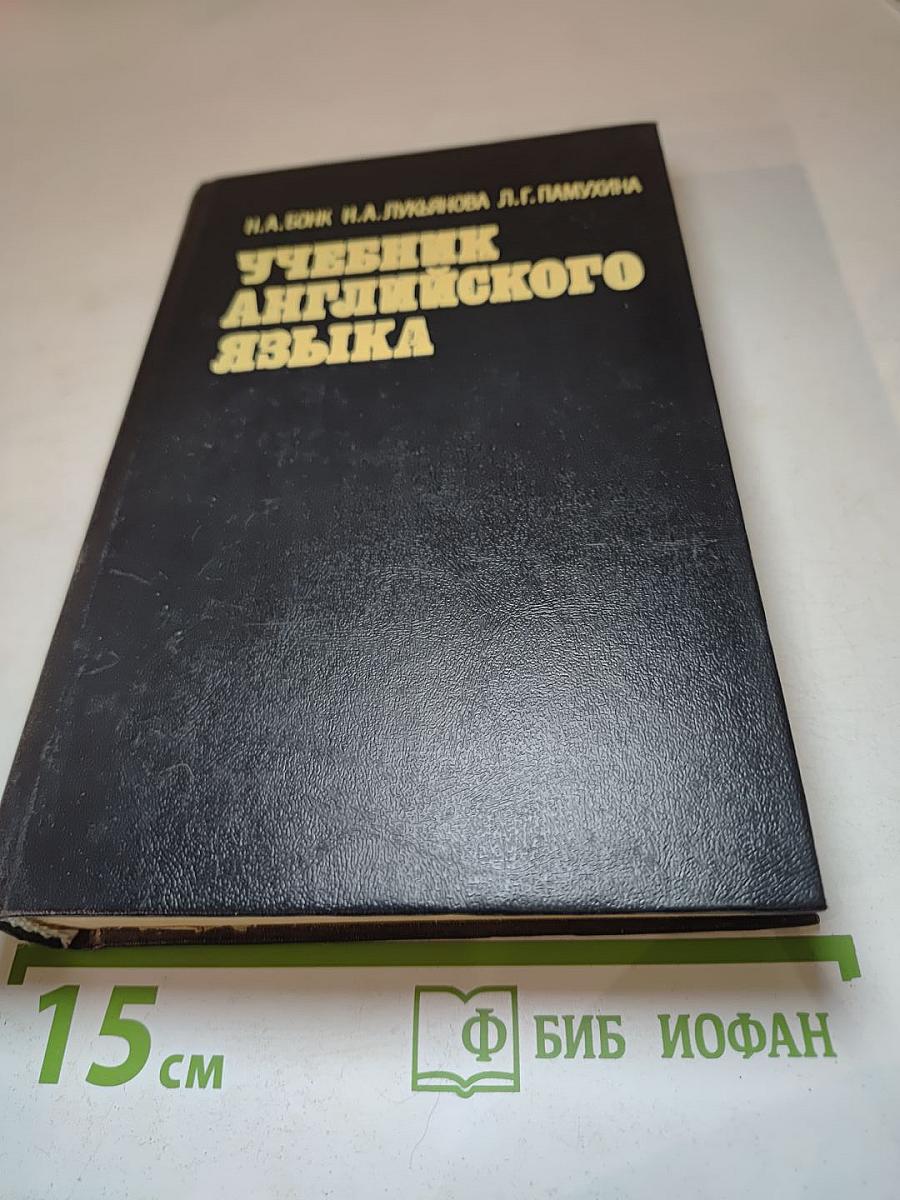 Н.А.БОНК Н.А.ЛУКЬЯНОВА Л.Г.ПАМУХИНА
УЧЕБНИК
АНГЛИЙСКОГО
ЯЗЫКА
15 см
Ф БИБ ИОФАН